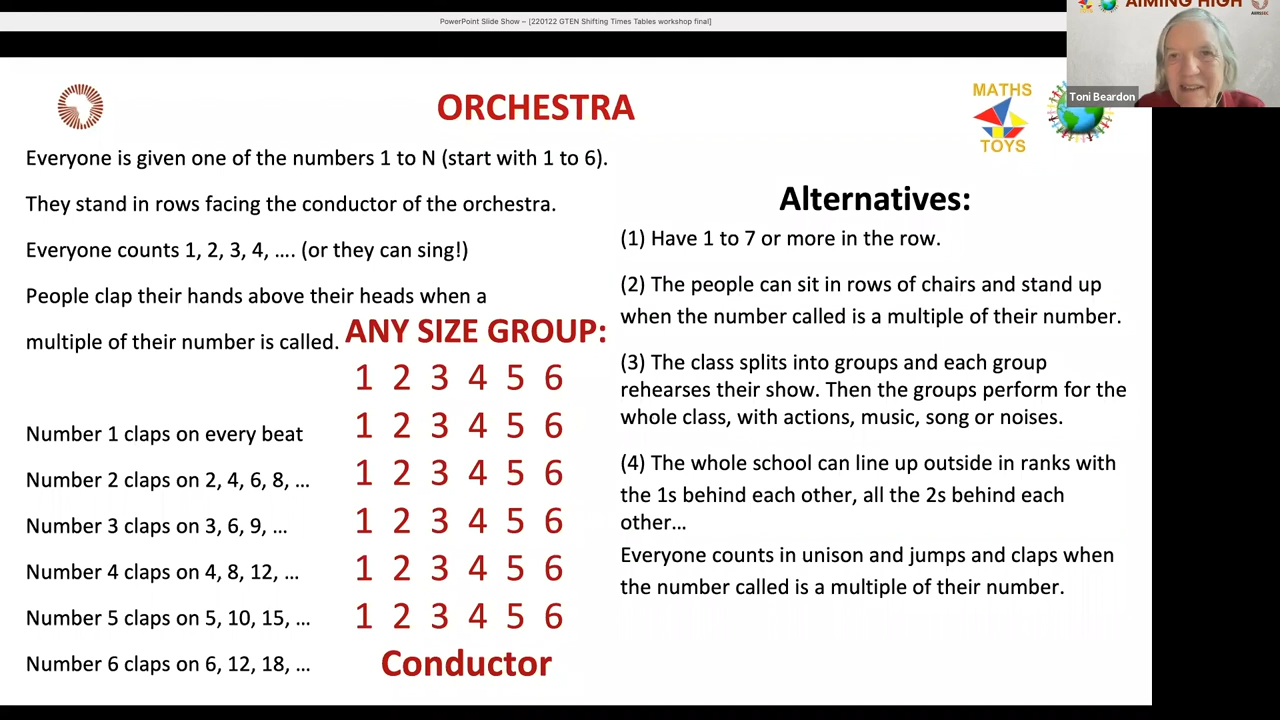 PowerPoint Slide Show – [220122 GTEN Shifting Times Tables workshop final]
AIMING HIGH
Toni Beardon
ORCHESTRA
MATHS
TOYS
Everyone is given one of the numbers 1 to N (start with 1 to 6).
They stand in rows facing the conductor of the orchestra.
Everyone counts 1, 2, 3, 4, …. (or they can sing!)
People clap their hands above their heads when a
multiple of their number is called.
ANY SIZE GROUP:
1 2 3 4 5 6
1 2 3 4 5 6
1 2 3 4 5 6
1 2 3 4 5 6
1 2 3 4 5 6
1 2 3 4 5 6
Conductor
Number 1 claps on every beat
Number 2 claps on 2, 4, 6, 8, …
Number 3 claps on 3, 6, 9, …
Number 4 claps on 4, 8, 12, …
Number 5 claps on 5, 10, 15, …
Number 6 claps on 6, 12, 18, …
Alternatives:
(1) Have 1 to 7 or more in the row.
(2) The people can sit in rows of chairs and stand up
when the number called is a multiple of their number.
(3) The class splits into groups and each group
rehearses their show. Then the groups perform for the
whole class, with actions, music, song or noises.
(4) The whole school can line up outside in ranks with
the 1s behind each other, all the 2s behind each
other…
Everyone counts in unison and jumps and claps when
the number called is a multiple of their number.